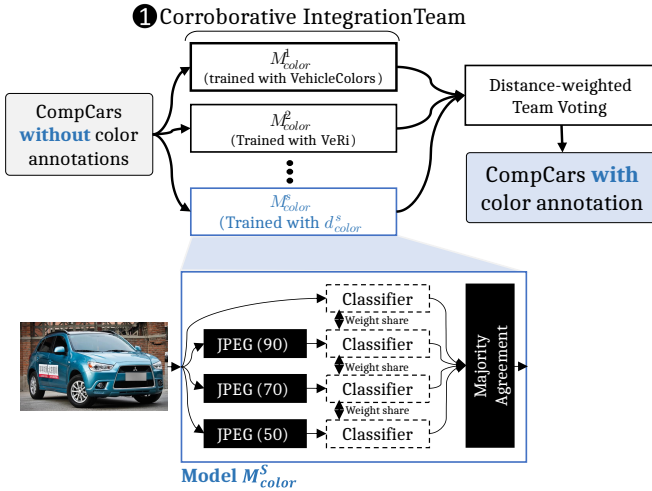 ❶ Corroborative IntegrationTeam
M¹color
(trained with VehicleColors)
CompCars
without color
annotations
M²color
(Trained with VeRi)
Mˢcolor
(Trained with dˢcolor
Distance-weighted
Team Voting
CompCars with
color annotation
Classifier
Weight share
JPEG (90)
Classifier
Weight share
JPEG (70)
Classifier
Weight share
JPEG (50)
Classifier
Majority
Agreement
Model Mˢcolor